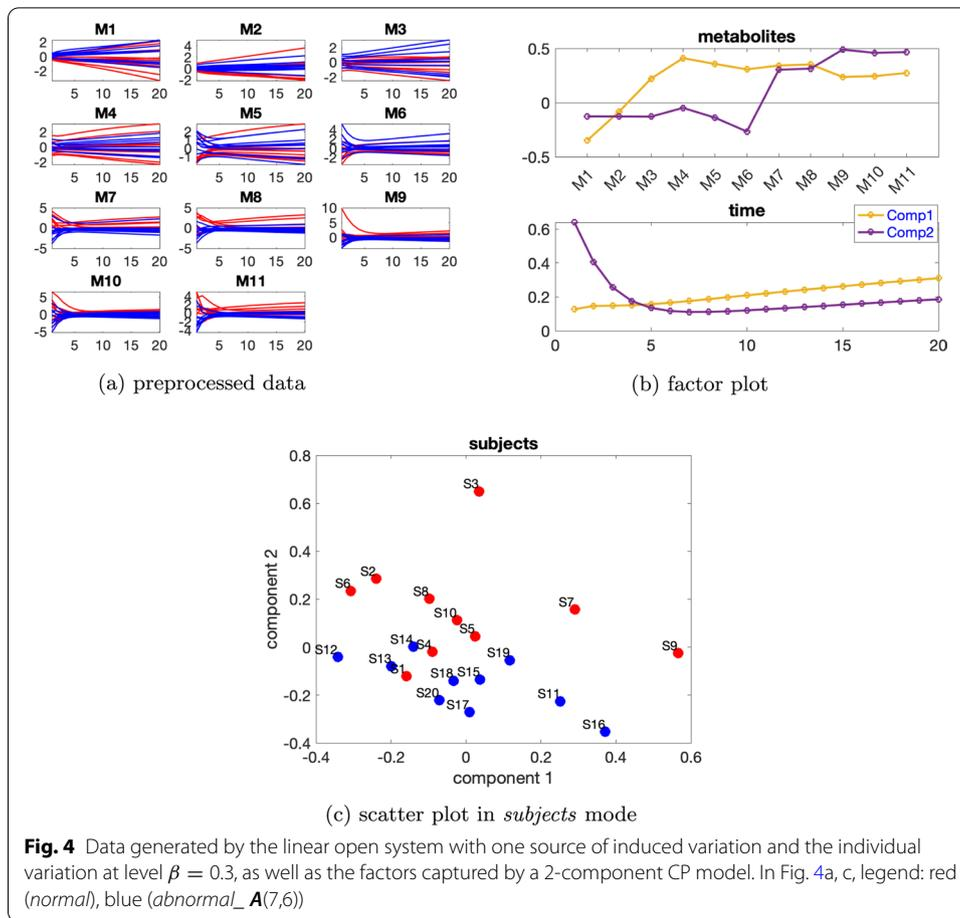 M1
M2
M3
2
0
-2
4
2
0
-2
2
0
-2
5 10 15 20
5 10 15 20
5 10 15 20
M4
M5
M6
2
0
-2
2
1
0
-1
4
2
0
-2
5 10 15 20
5 10 15 20
5 10 15 20
M7
M8
M9
5
0
-5
5
0
-5
10
5
0
5 10 15 20
5 10 15 20
5 10 15 20
M10
M11
5
0
-5
4
2
0
-2
-4
5 10 15 20
5 10 15 20
(a) preprocessed data
metabolites
0.5
0
-0.5
M1 M2 M3 M4 M5 M6 M7 M8 M9 M10 M11
time
0.6
0.4
0.2
0
Comp1
Comp2
0 5 10 15 20
(b) factor plot
subjects
component 2
0.8
0.6
0.4
0.2
0
-0.2
-0.4
S3
S2
S6
S8
S7
S10
S5
S14
S4
S9
S12
S13
S1
S19
S18
S15
S20
S17
S11
S16
-0.4 -0.2 0 0.2 0.4 0.6
component 1
(c) scatter plot in subjects mode
Fig. 4 Data generated by the linear open system with one source of induced variation and the individual
variation at level β = 0.3, as well as the factors captured by a 2-component CP model. In Fig. 4a, c, legend: red
(normal), blue (abnormal_ A(7,6))